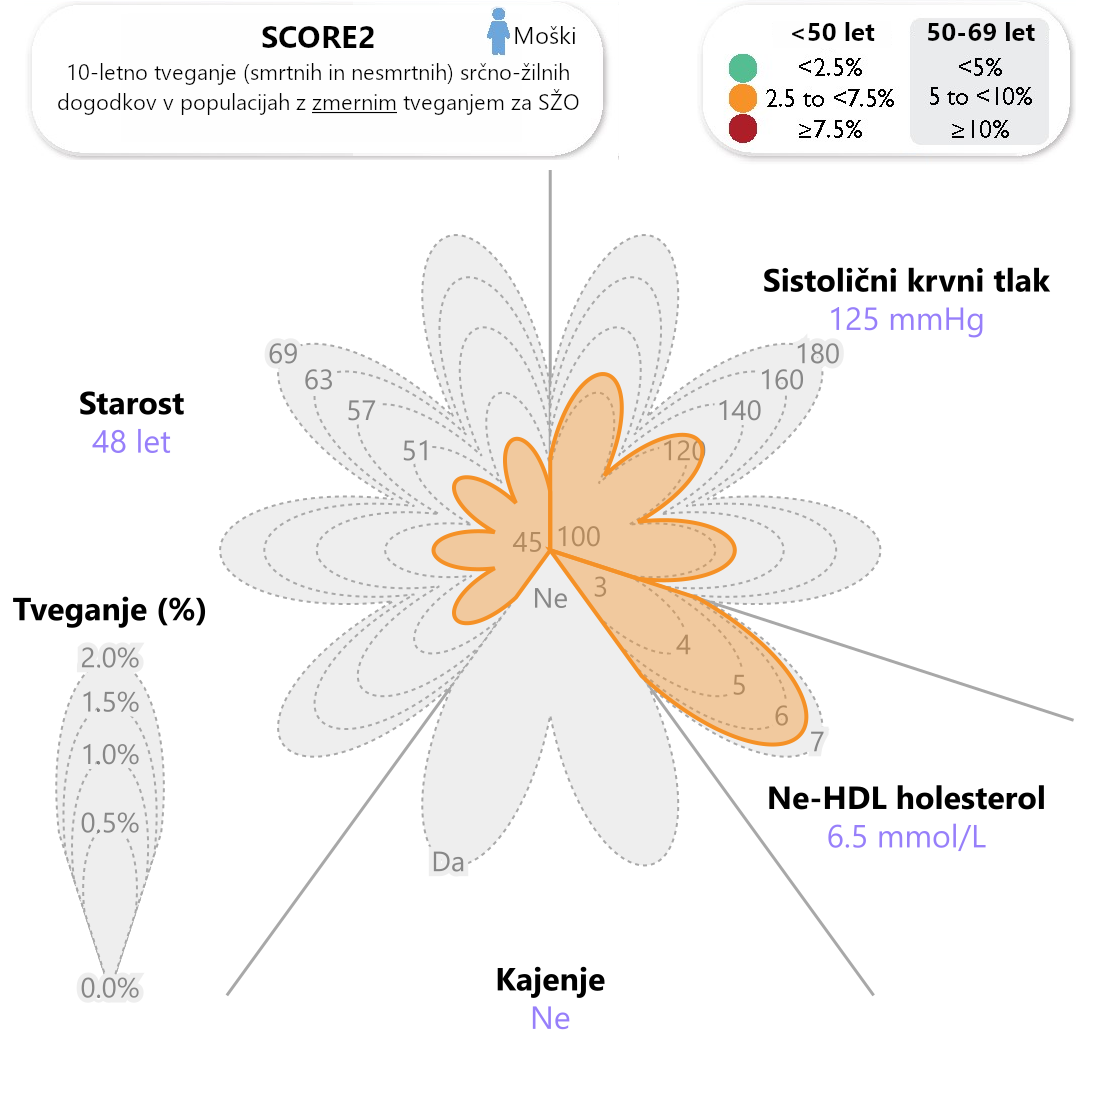 SCORE2
Moški
10-letno tveganje (smrtnih in nesmrtnih) srčno-žilnih
dogodkov v populacijah z zmernim tveganjem za SŽO
<50 let
50-69 let
<2.5%
<5%
2.5 to <7.5%
5 to <10%
≥7.5%
≥10%
Sistolični krvni tlak
125 mmHg
180
160
140
120
100
Starost
48 let
69
63
57
51
45
Tveganje (%)
2.0%
1.5%
1.0%
0.5%
0.0%
Ne
Da
3
4
5
6
7
Ne-HDL holesterol
6.5 mmol/L
Kajenje
Ne